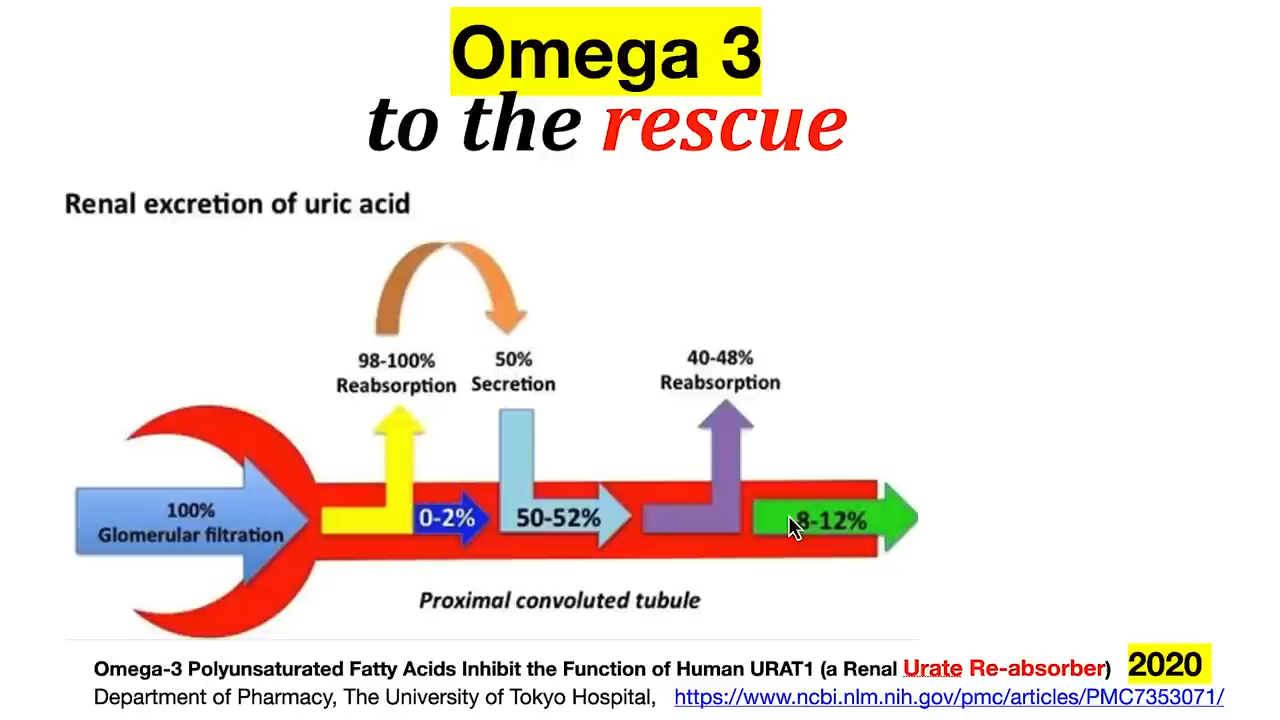 Omega 3
to the rescue
Renal excretion of uric acid
98-100%
Reabsorption
50%
Secretion
40-48%
Reabsorption
100%
Glomerular filtration
0-2%
50-52%
8-12%
Proximal convoluted tubule
Omega-3 Polyunsaturated Fatty Acids Inhibit the Function of Human URAT1 (a Renal Urate Re-absorber) 2020
Department of Pharmacy, The University of Tokyo Hospital, https://www.ncbi.nlm.nih.gov/pmc/articles/PMC7353071/